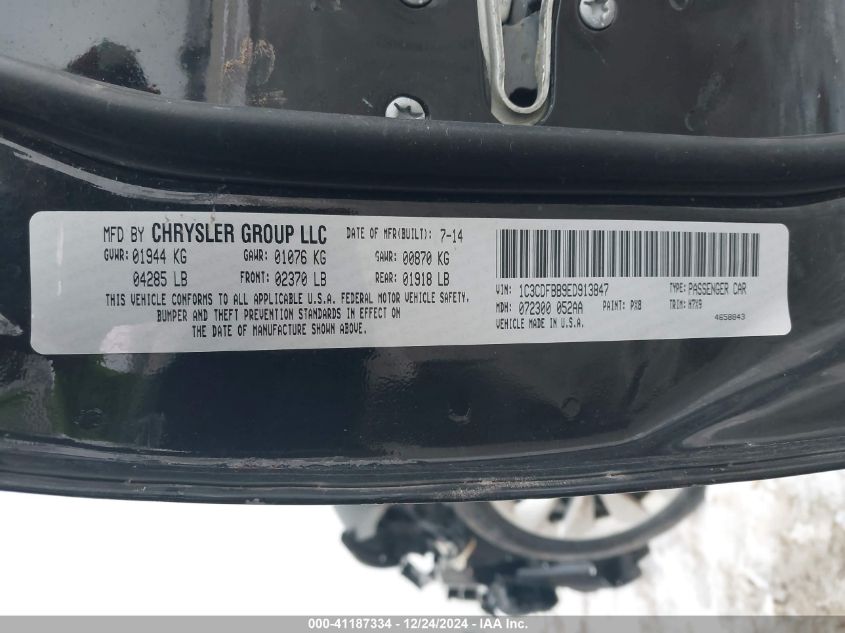 MFD BY CHRYSLER GROUP LLC DATE OF MFR(BUILT): 7-14
GVWR: 01944 KG GAWR: 01076 KG SAWR: 00870 KG
04285 LB FRONT: 02370 LB REAR: 01918 LB
THIS VEHICLE CONFORMS TO ALL APPLICABLE U.S.A. FEDERAL MOTOR VEHICLE SAFETY.
BUMPER AND THEFT PREVENTION STANDARDS IN EFFECT ON
THE DATE OF MANUFACTURE SHOWN ABOVE.
VIN: 1C3CDFBB9ED913847 TYPE: PASSENGER CAR
MDH: 072300 052AA PAINT: PX8 TRIM: H7X9
VEHICLE MADE IN U.S.A. 4658843
000-41187334 - 12/24/2024 - IAA Inc.